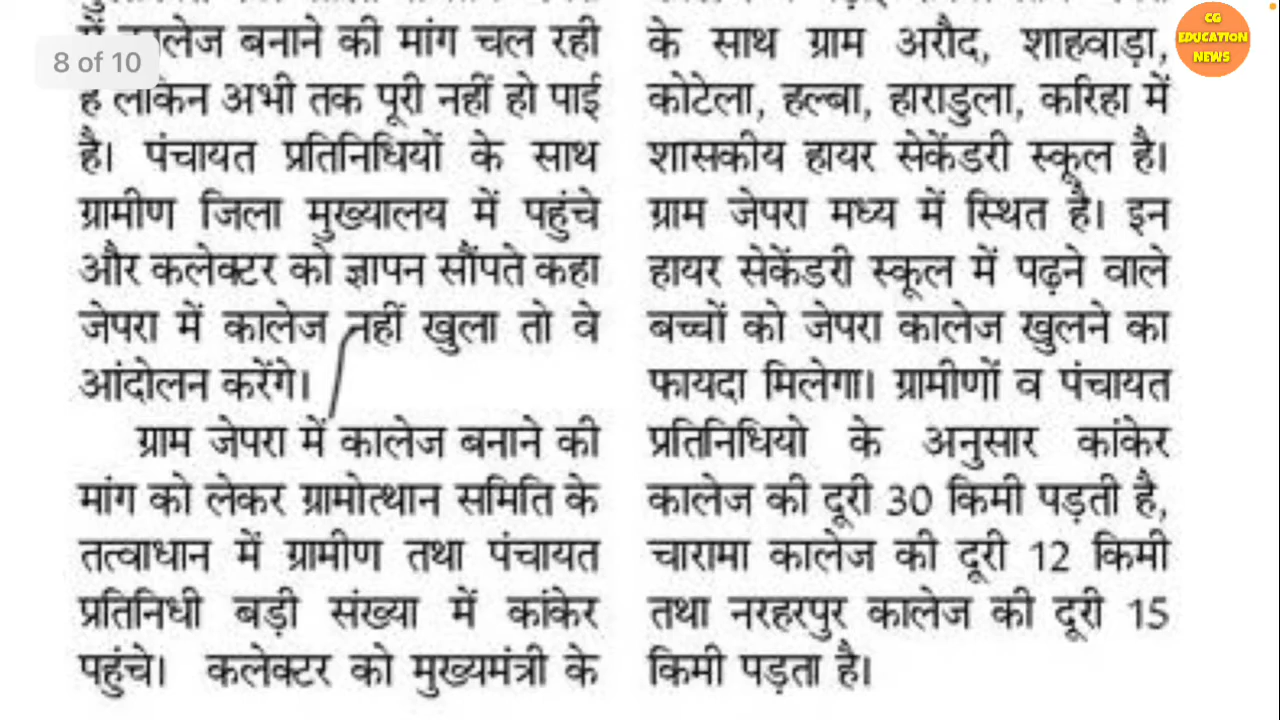 8 of 10
CG
EDUCATION
NEWS
में कालेज बनाने की मांग चल रही
है लेकिन अभी तक पूरी नहीं हो पाई
है। पंचायत प्रतिनिधियों के साथ
ग्रामीण जिला मुख्यालय में पहुंचे
और कलेक्टर को ज्ञापन सौंपते कहा
जेपरा में कालेज नहीं खुला तो वे
आंदोलन करेंगे।
ग्राम जेपरा में कालेज बनाने की
मांग को लेकर ग्रामोत्थान समिति के
तत्वाधान में ग्रामीण तथा पंचायत
प्रतिनिधी बड़ी संख्या में कांकेर
पहुंचे। कलेक्टर को मुख्यमंत्री के
के साथ ग्राम अरौद, शाहवाड़ा,
कोटेला, हल्बा, हाराडुला, करिहा में
शासकीय हायर सेकेंडरी स्कूल है।
ग्राम जेपरा मध्य में स्थित है। इन
हायर सेकेंडरी स्कूल में पढ़ने वाले
बच्चों को जेपरा कालेज खुलने का
फायदा मिलेगा। ग्रामीणों व पंचायत
प्रतिनिधियो के अनुसार कांकेर
कालेज की दूरी 30 किमी पड़ती है,
चारामा कालेज की दूरी 12 किमी
तथा नरहरपुर कालेज की दूरी 15
किमी पड़ता है।